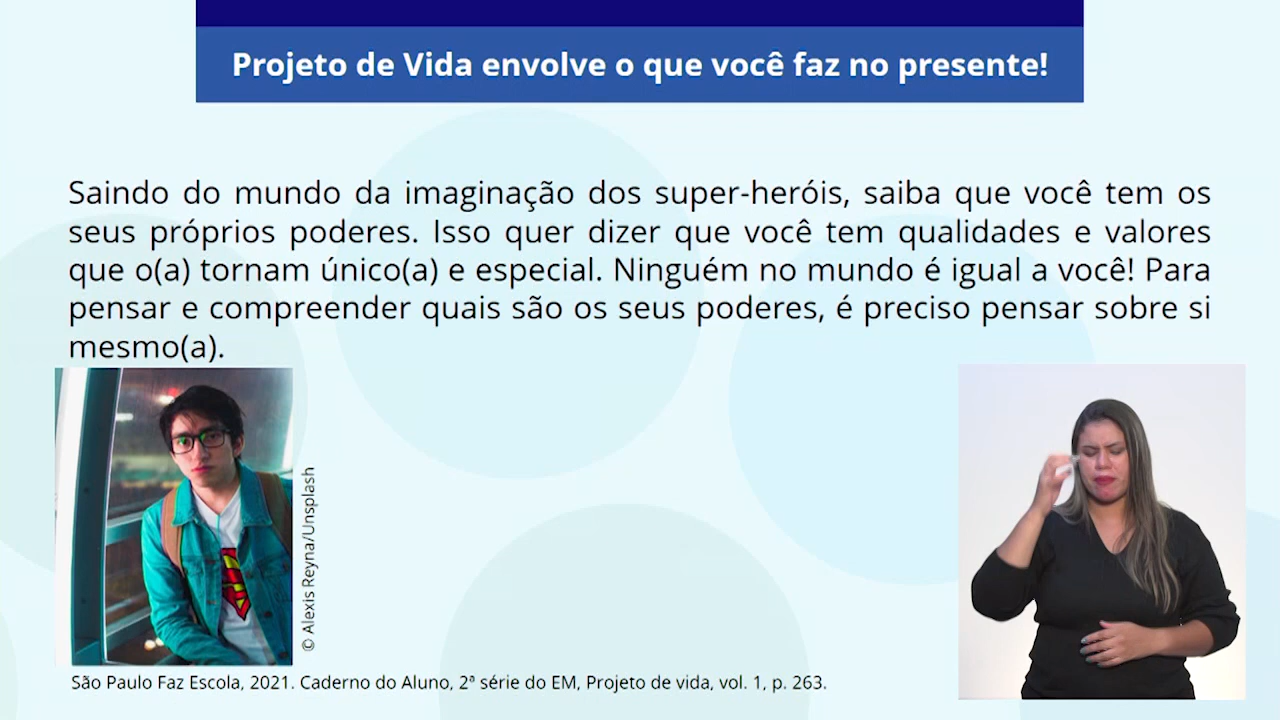 Projeto de Vida envolve o que você faz no presente!
Saindo do mundo da imaginação dos super-heróis, saiba que você tem os
seus próprios poderes. Isso quer dizer que você tem qualidades e valores
que o(a) tornam único(a) e especial. Ninguém no mundo é igual a você! Para
pensar e compreender quais são os seus poderes, é preciso pensar sobre si
mesmo(a).
© Alexis Reyna/Unsplash
São Paulo Faz Escola, 2021. Caderno do Aluno, 2ª série do EM, Projeto de vida, vol. 1, p. 263.